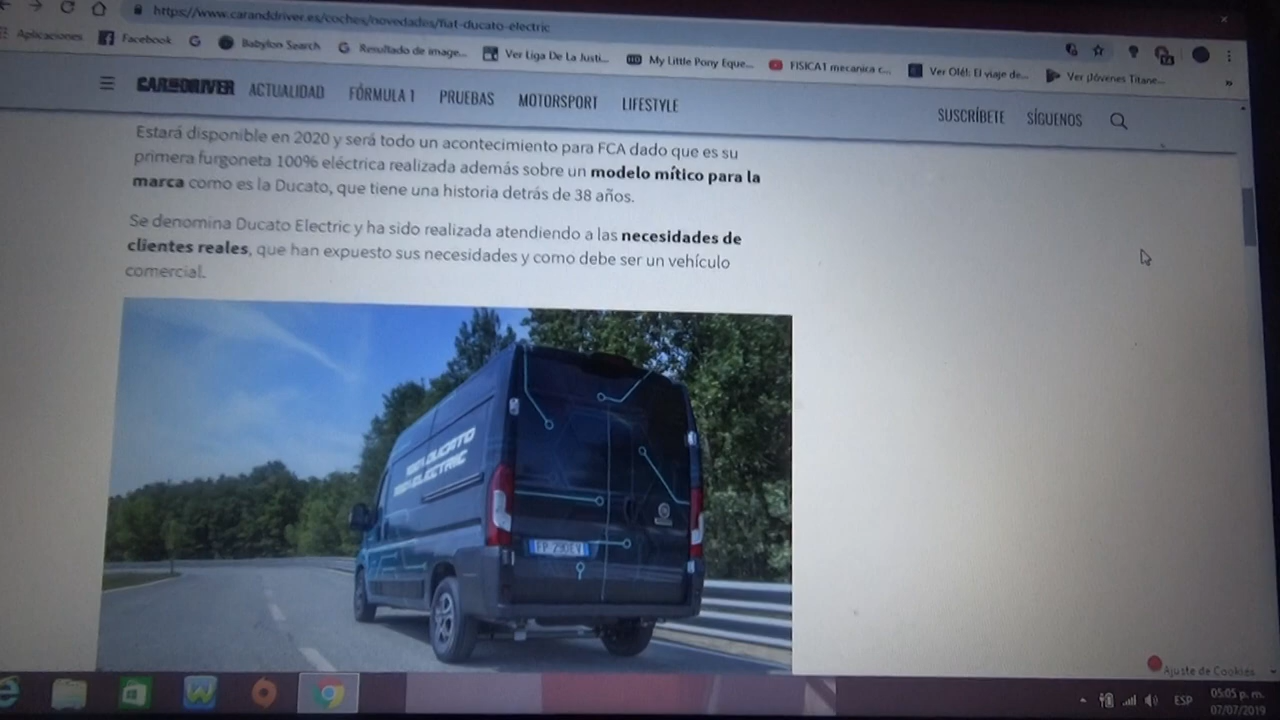 https://www.caranddriver.es/coches/novedades/fiat-ducato-electric
Aplicaciones Facebook Babylon Search Resultado de image... Ver Liga De La Justi... My Little Pony Eque... FISICA1 mecanica c... Ver Olé!: El viaje de... Ver ¡Jóvenes Titane... »
CAR AND DRIVER ACTUALIDAD FÓRMULA 1 PRUEBAS MOTORSPORT LIFESTYLE SUSCRÍBETE SÍGUENOS
Estará disponible en 2020 y será todo un acontecimiento para FCA dado que es su
primera furgoneta 100% eléctrica realizada además sobre un modelo mítico para la
marca como es la Ducato, que tiene una historia detrás de 38 años.
Se denomina Ducato Electric y ha sido realizada atendiendo a las necesidades de
clientes reales, que han expuesto sus necesidades y como debe ser un vehículo
comercial.
100% DUCATO
100% ELECTRIC
FP 290EV
Ajuste de Cookies
ESP
05:05 p.m.
07/07/2019